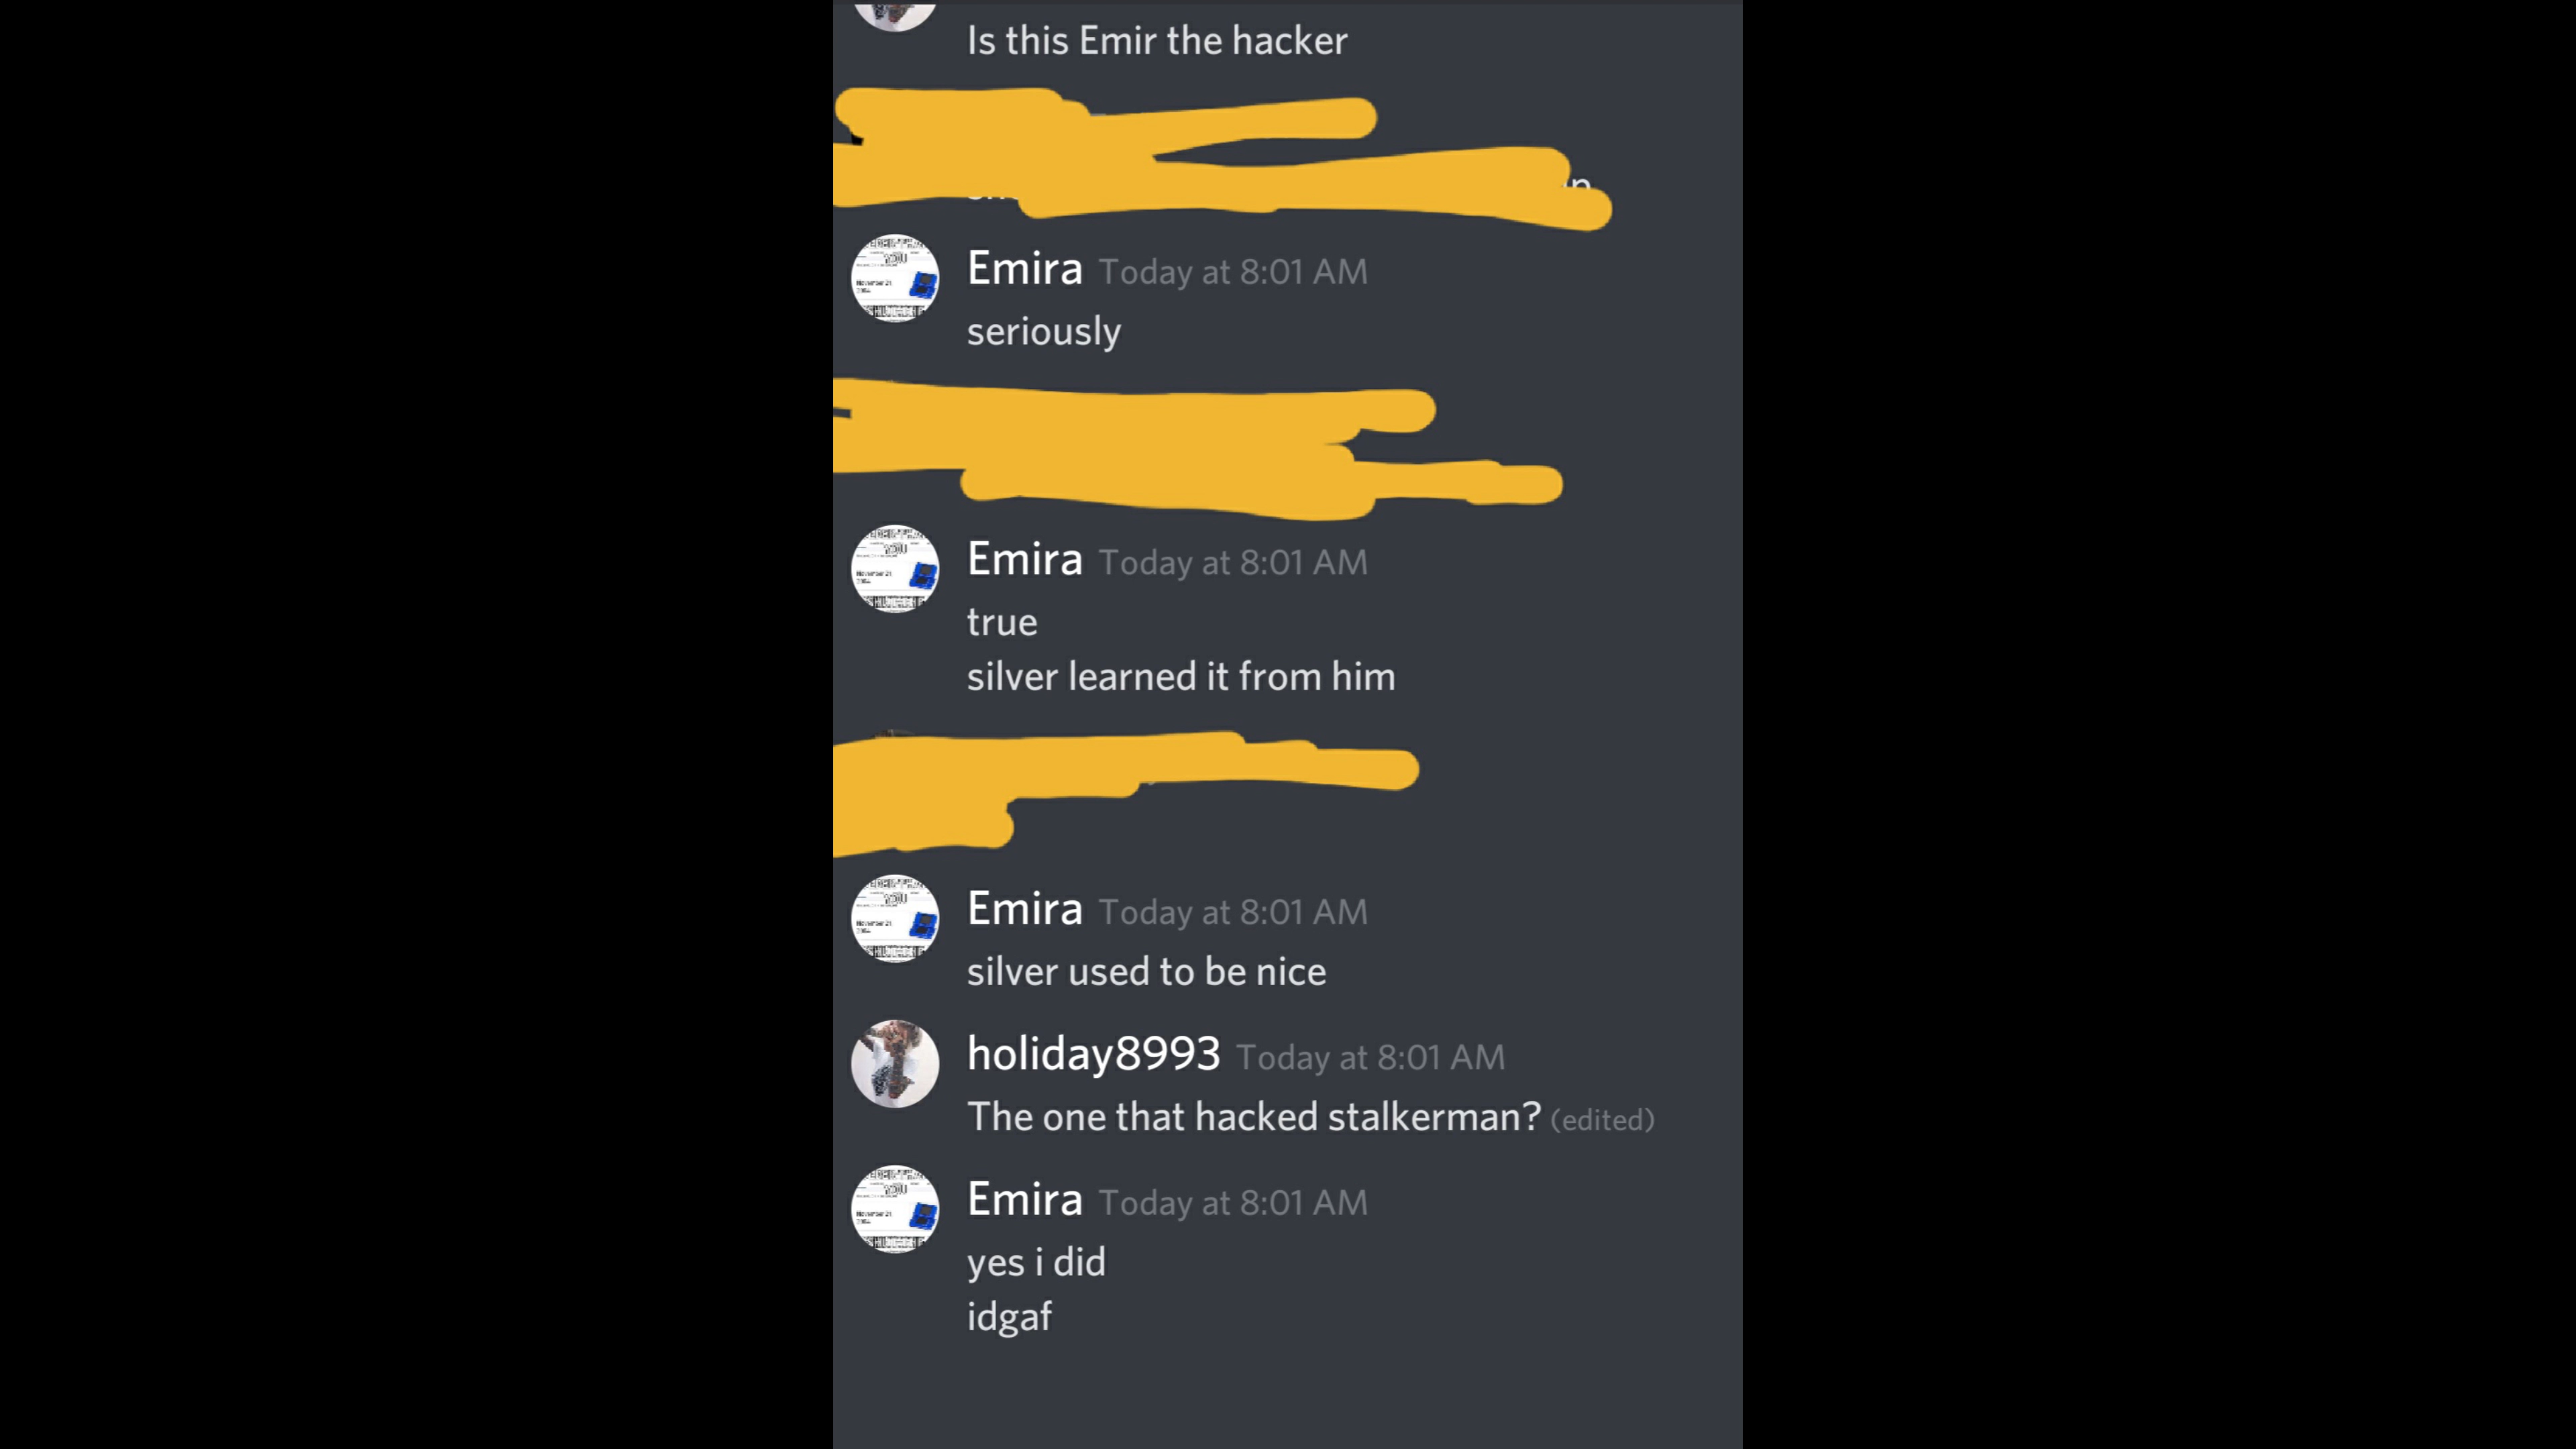 Is this Emir the hacker
Emira Today at 8:01 AM
seriously
Emira Today at 8:01 AM
true
silver learned it from him
Emira Today at 8:01 AM
silver used to be nice
holiday8993 Today at 8:01 AM
The one that hacked stalkerman? (edited)
Emira Today at 8:01 AM
yes i did
idgaf